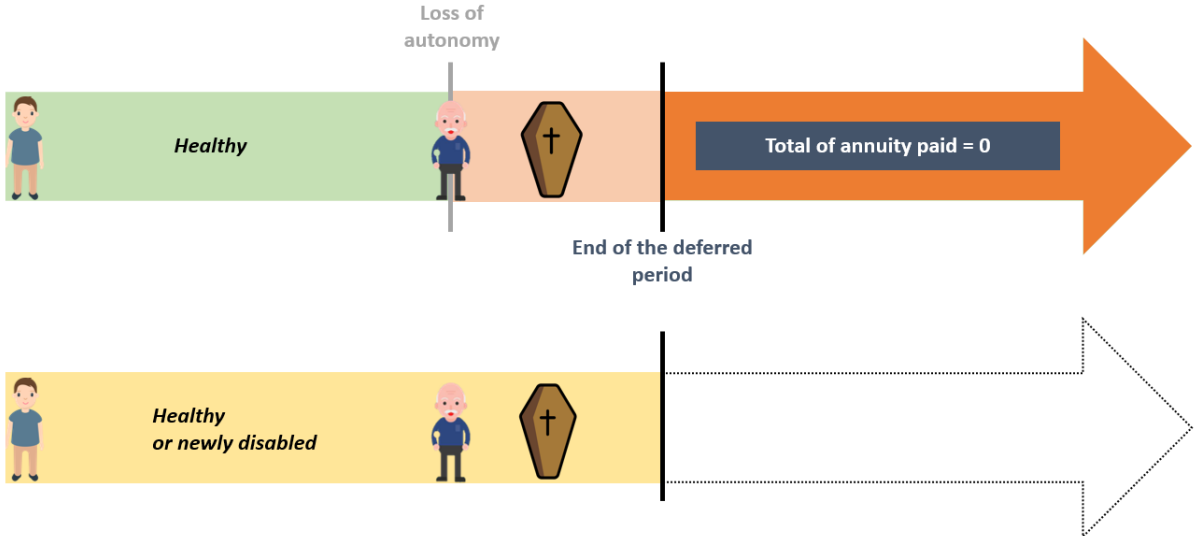 Loss of
autonomy
Healthy
Total of annuity paid = 0
End of the deferred
period
Healthy
or newly disabled